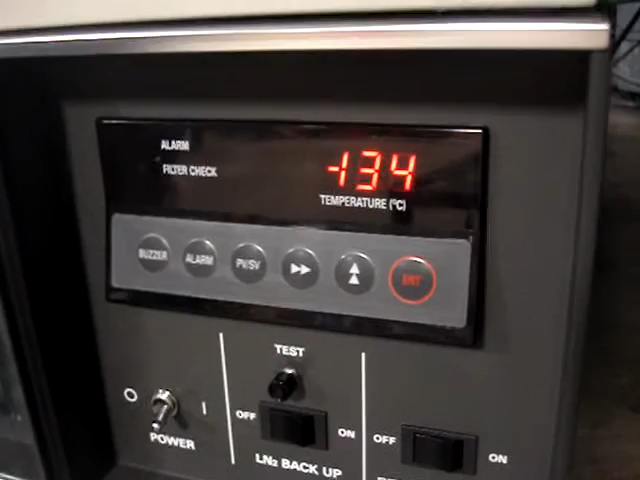 ALARM
FILTER CHECK
-134
TEMPERATURE (°C)
BUZZER ALARM PV/SV ENT
TEST
O I
POWER
OFF ON
LN₂ BACK UP
OFF ON